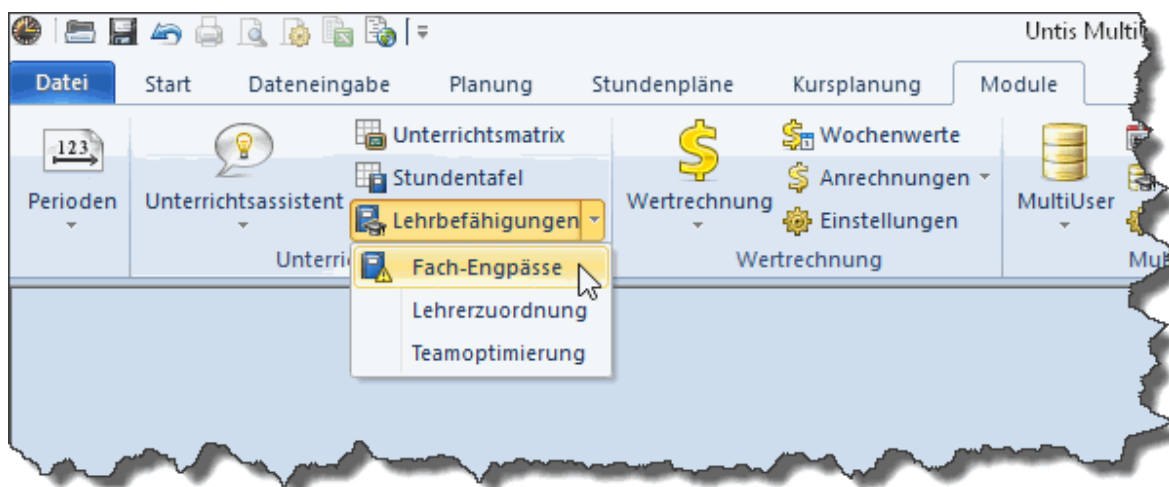 Untis Multi
Datei Start Dateneingabe Planung Stundenpläne Kursplanung Module
123
Perioden
Unterrichtsassistent
Unterrichtsmatrix
Stundentafel
Lehrbefähigungen
Unterri
Fach-Engpässe
Lehrerzuordnung
Teamoptimierung
Wertrechnung
Wochenwerte
Anrechnungen
Einstellungen
Wertrechnung
MultiUser
Mul